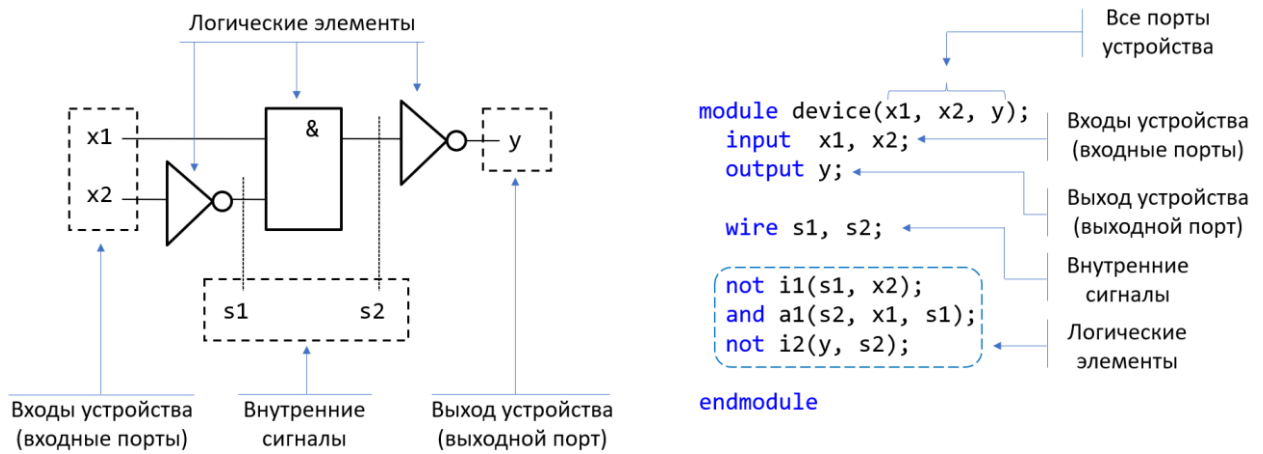 Логические элементы
x1
x2
&
y
s1
s2
Входы устройства
(входные порты)
Внутренние
сигналы
Выход устройства
(выходной порт)
Все порты
устройства
module device(x1, x2, y);
input x1, x2;
output y;
wire s1, s2;
not i1(s1, x2);
and a1(s2, x1, s1);
not i2(y, s2);
endmodule
Входы устройства
(входные порты)
Выход устройства
(выходной порт)
Внутренние
сигналы
Логические
элементы